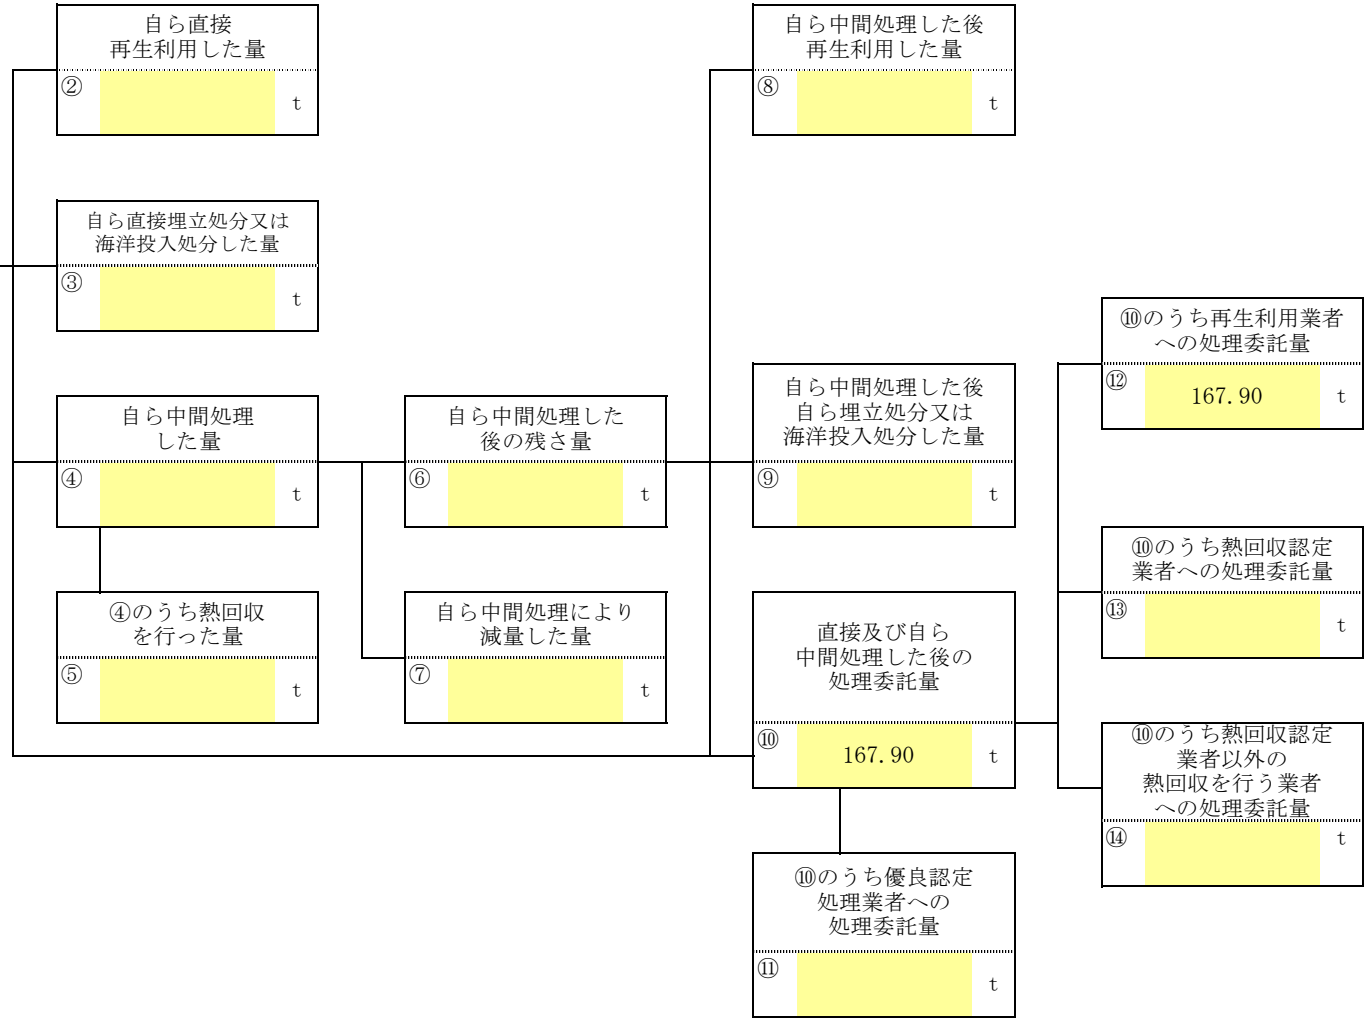 自ら直接
再生利用した量
②
t
自ら直接埋立処分又は
海洋投入処分した量
③
t
自ら中間処理
した量
④
t
④のうち熱回収
を行った量
⑤
t
自ら中間処理した
後の残さ量
⑥
t
自ら中間処理により
減量した量
⑦
t
自ら中間処理した後
再生利用した量
⑧
t
自ら中間処理した後
自ら埋立処分又は
海洋投入処分した量
⑨
t
直接及び自ら
中間処理した後の
処理委託量
⑩ 167.90 t
⑩のうち優良認定
処理業者への
処理委託量
⑪
t
⑩のうち再生利用業者
への処理委託量
⑫ 167.90 t
⑩のうち熱回収認定
業者への処理委託量
⑬
t
⑩のうち熱回収認定
業者以外の
熱回収を行う業者
への処理委託量
⑭
t